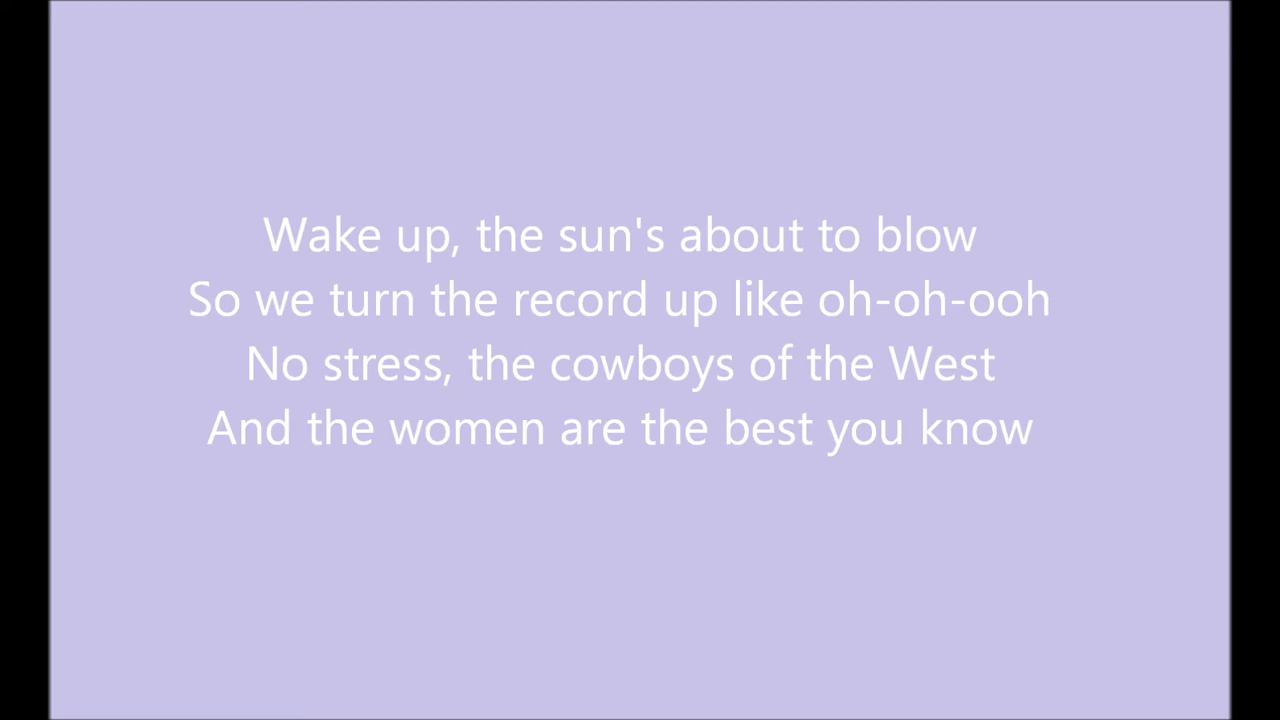 Wake up, the sun's about to blow
So we turn the record up like oh-oh-ooh
No stress, the cowboys of the West
And the women are the best you know